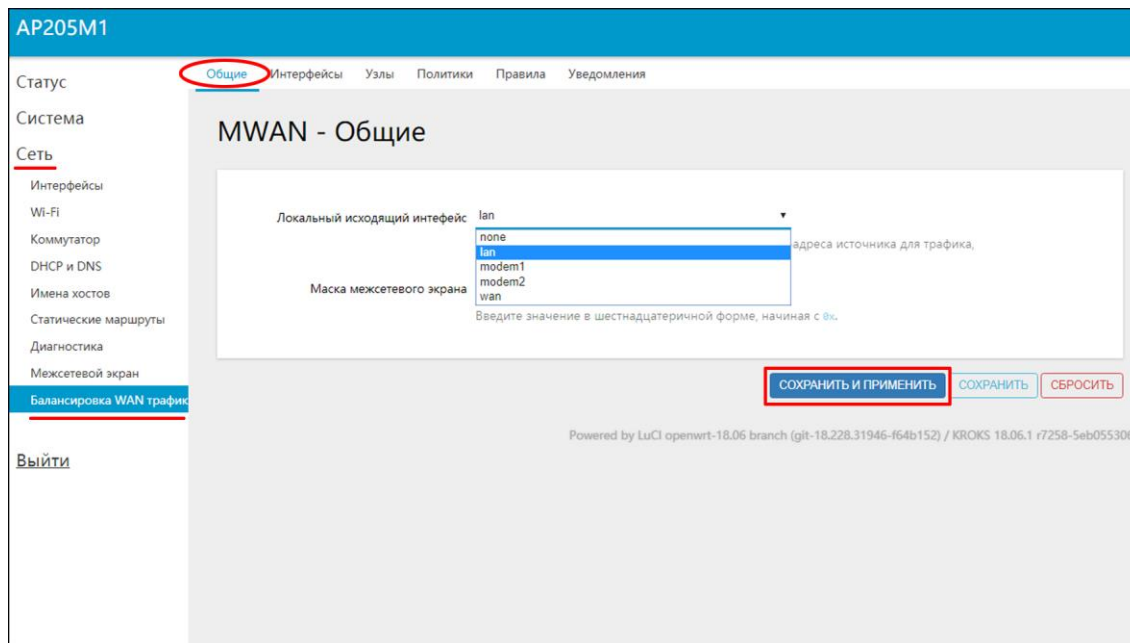 AP205M1
Статус
Система
Сеть
Интерфейсы
Wi-Fi
Коммутатор
DHCP и DNS
Имена хостов
Статические маршруты
Диагностика
Межсетевой экран
Балансировка WAN трафик
Выйти
Общие Интерфейсы Узлы Политики Правила Уведомления
MWAN - Общие
Локальный исходящий интефейс lan
none
lan
modem1
modem2
wan
адреса источника для трафика,
Маска межсетевого экрана
Введите значение в шестнадцатеричной форме, начиная с 0x.
СОХРАНИТЬ И ПРИМЕНИТЬ СОХРАНИТЬ СБРОСИТЬ
Powered by LuCI openwrt-18.06 branch (git-18.228.31946-f64b152) / KROKS 18.06.1 r7258-5eb055306